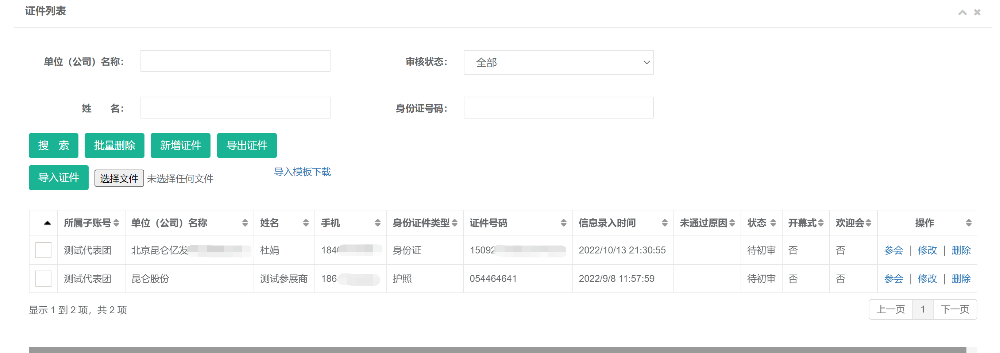 证件列表
单位（公司）名称： 审核状态： 全部
姓 名： 身份证号码：
搜 索 批量删除 新增证件 导出证件
导入证件 选择文件 未选择任何文件 导入模板下载
所属子账号 单位（公司）名称 姓名 手机 身份证件类型 证件号码 信息录入时间 未通过原因 状态 开幕式 欢迎会 操作
测试代表团 北京昆仑亿发 杜娟 184 身份证 1509 2022/10/13 21:30:55 待初审 否 否 参会 | 修改 | 删除
测试代表团 昆仑股份 测试参展商 186 护照 054464641 2022/9/8 11:57:59 待初审 否 否 参会 | 修改 | 删除
显示 1 到 2 项，共 2 项 上一页 1 下一页